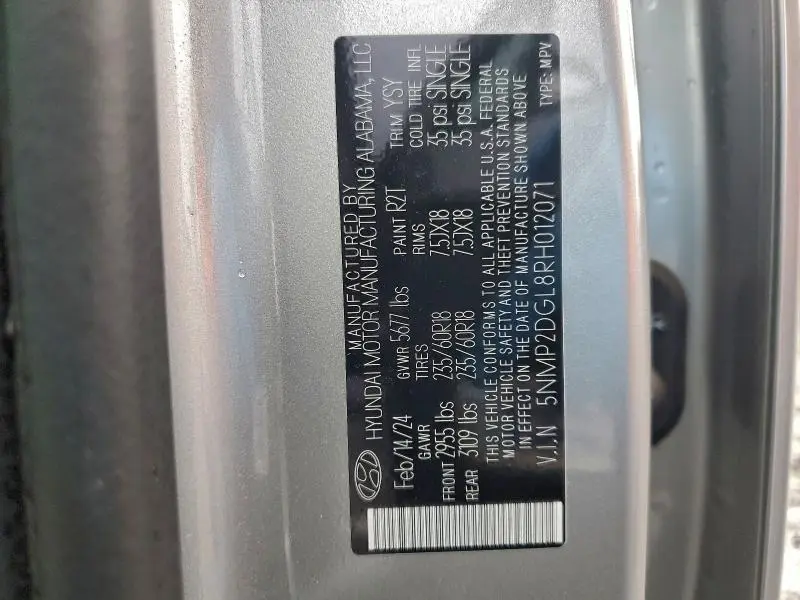 MANUFACTURED BY
HYUNDAI MOTOR MANUFACTURING ALABAMA, LLC
Feb/14/24 GVWR 5677 lbs PAINT R2T TRIM YSY
GAWR TIRES RIMS COLD TIRE INFL
FRONT 2955 lbs 235/60R18 7.5JX18 35 psi SINGLE
REAR 3109 lbs 235/60R18 7.5JX18 35 psi SINGLE
THIS VEHICLE CONFORMS TO ALL APPLICABLE U.S.A. FEDERAL
MOTOR VEHICLE SAFETY AND THEFT PREVENTION STANDARDS
IN EFFECT ON THE DATE OF MANUFACTURE SHOWN ABOVE
V.I.N 5NMP2DGL8RH012071 TYPE: MPV